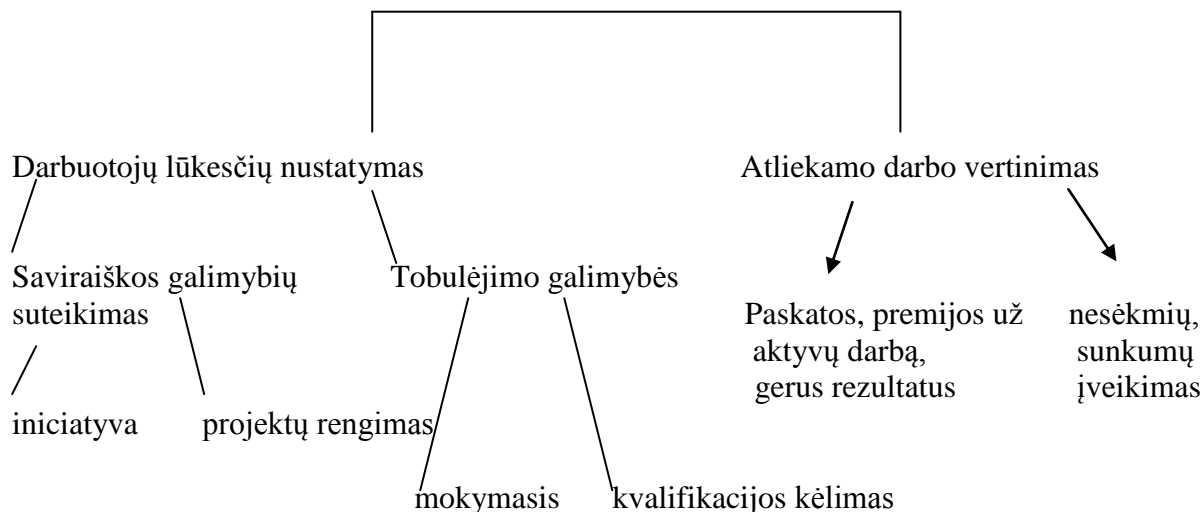 Darbuotojų lūkesčių nustatymas
Atliekamo darbo vertinimas
Saviraiškos galimybių
suteikimas
Tobulėjimo galimybės
Paskatos, premijos už
aktyvų darbą,
gerus rezultatus
nesėkmių,
sunkumų
įveikimas
iniciatyva
projektų rengimas
mokymasis
kvalifikacijos kėlimas